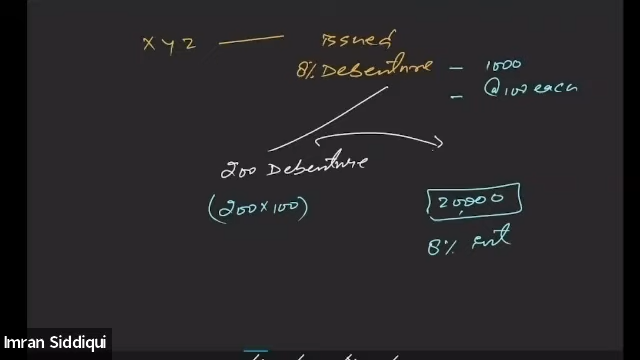 XYZ — Issued
8% Debenture - 1000
- @100 each
200 Debenture
(200×100)
20,000
8% Int
Imran Siddiqui